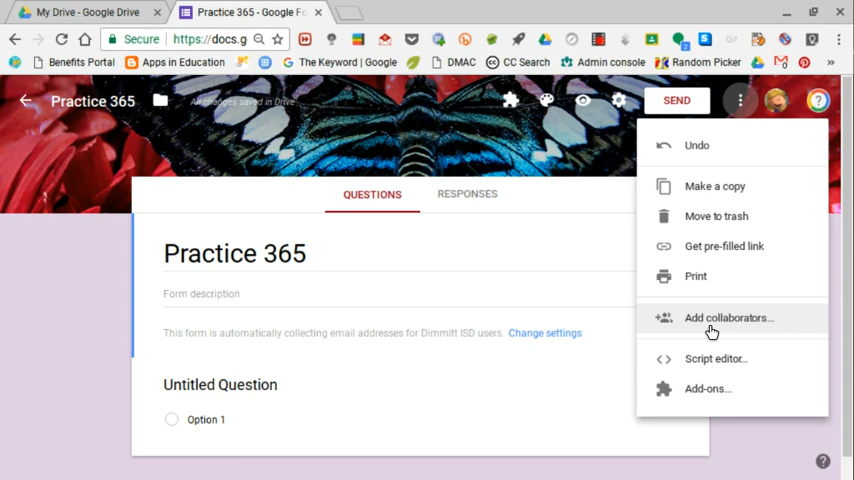 My Drive - Google Drive
Practice 365 - Google Fo
Secure
https://docs.g
Benefits Portal
Apps in Education
The Keyword | Google
DMAC
CC Search
Admin console
Random Picker
Practice 365
All changes saved in Drive
SEND
QUESTIONS
RESPONSES
Practice 365
Form description
This form is automatically collecting email addresses for Dimmitt ISD users. Change settings
Untitled Question
Option 1
Undo
Make a copy
Move to trash
Get pre-filled link
Print
Add collaborators...
Script editor...
Add-ons...